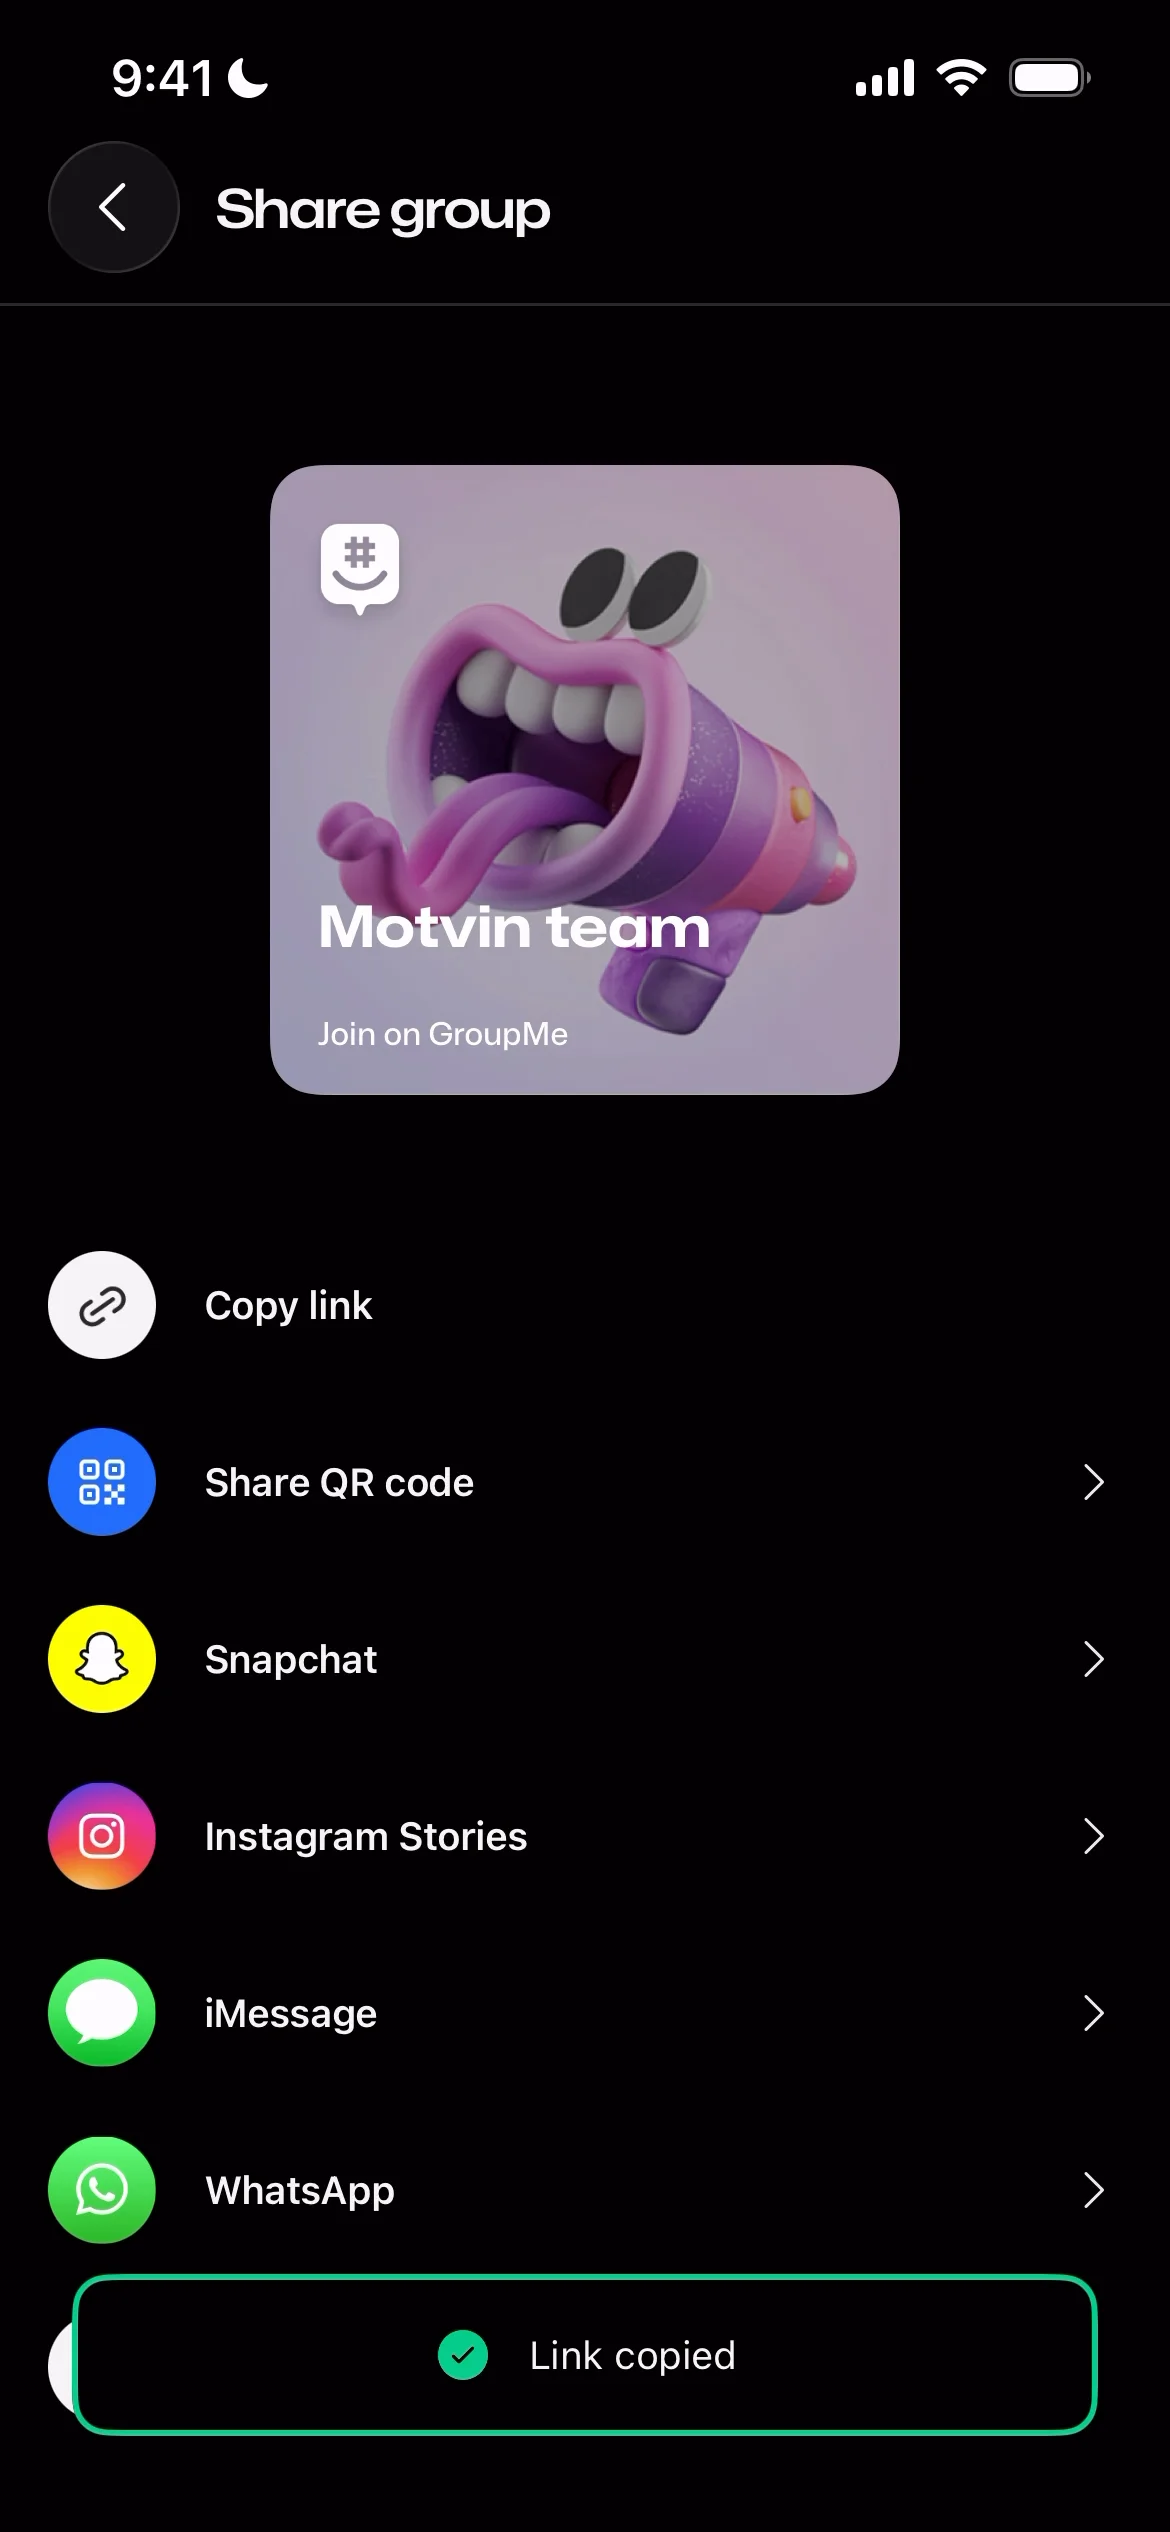 9:41
Share group
Motvin team
Join on GroupMe
Copy link
Share QR code
Snapchat
Instagram Stories
iMessage
WhatsApp
Link copied